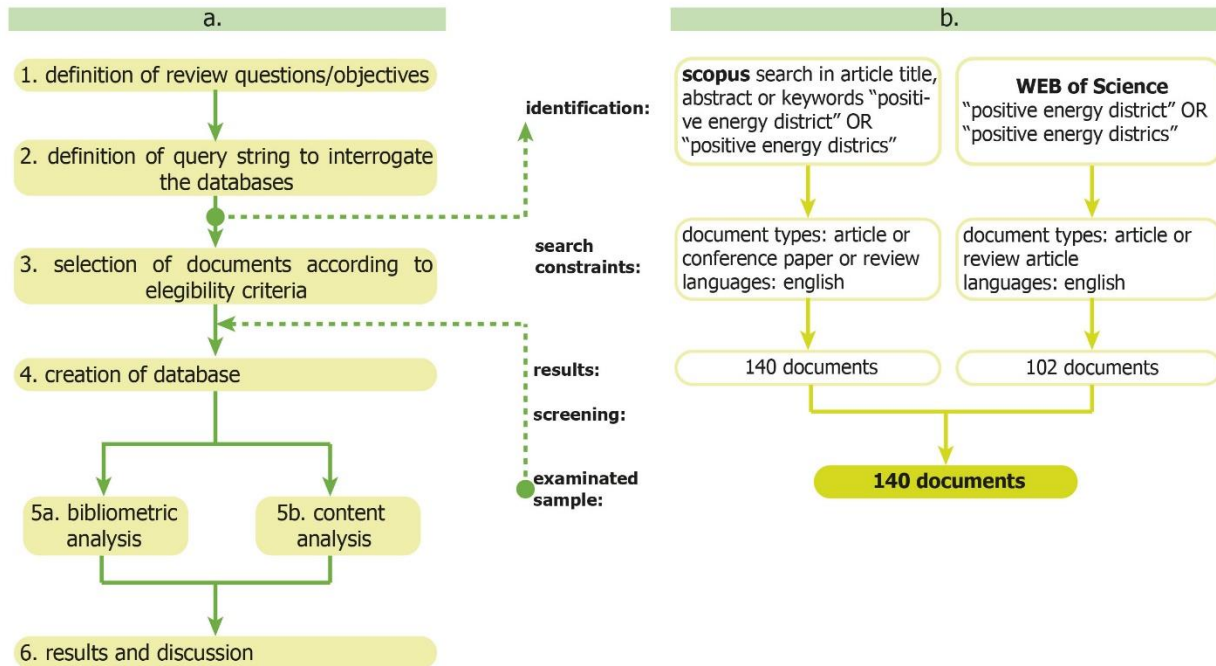 a.
1. definition of review questions/objectives
2. definition of query string to interrogate
the databases
3. selection of documents according to
elegibility criteria
4. creation of database
5a. bibliometric
analysis
5b. content
analysis
6. results and discussion
identification:
search
constraints:
results:
screening:
examinated
sample:
b.
scopus search in article title,
abstract or keywords “positi-
ve energy district” OR
“positive energy districs”
WEB of Science
“positive energy district” OR
“positive energy districs”
document types: article or
conference paper or review
languages: english
document types: article or
review article
languages: english
140 documents
102 documents
140 documents